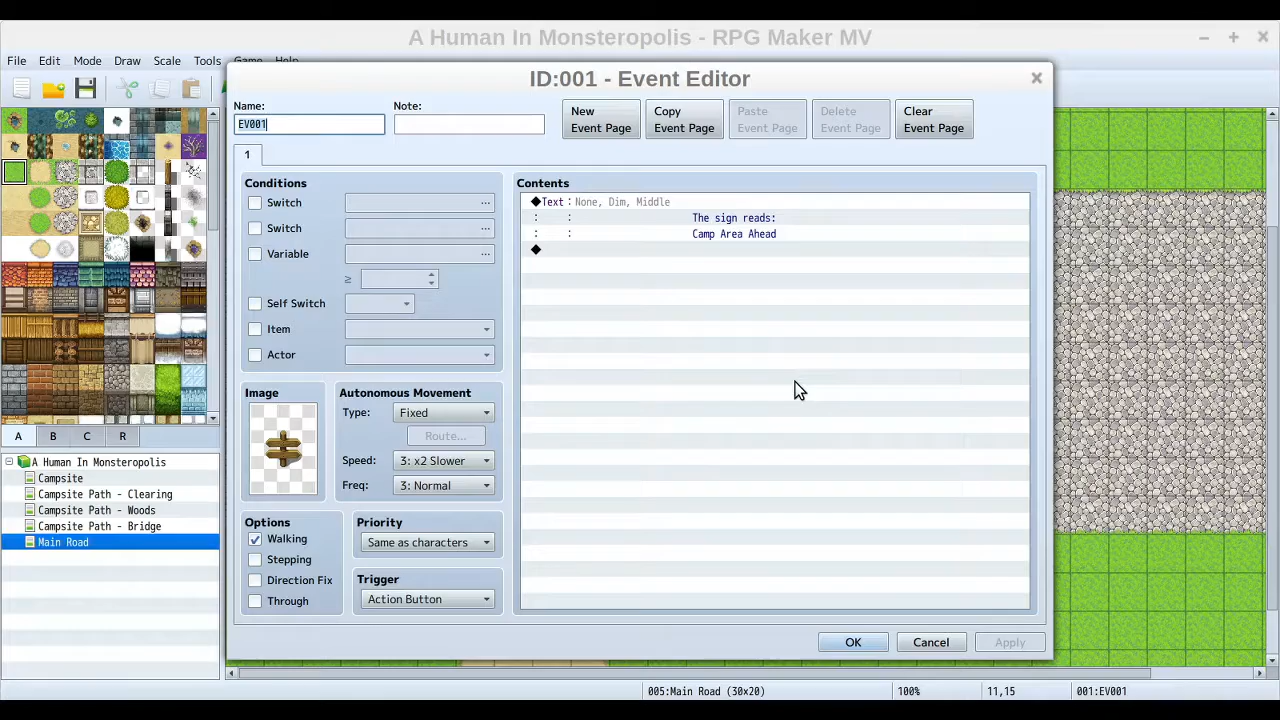 A Human In Monsteropolis - RPG Maker MV
File Edit Mode Draw Scale Tools Game Help
ID:001 - Event Editor
Name:
Note:
EV001
New
Event Page
Copy
Event Page
Paste
Event Page
Delete
Event Page
Clear
Event Page
1
Conditions
Switch ...
Switch ...
Variable ...
≥
Self Switch
Item
Actor
Image
Autonomous Movement
Type: Fixed
Route...
Speed: 3: x2 Slower
Freq: 3: Normal
Options
Walking
Stepping
Direction Fix
Through
Priority
Same as characters
Trigger
Action Button
Contents
◆Text : None, Dim, Middle
: : The sign reads:
: : Camp Area Ahead
◆
OK Cancel Apply
A B C R
A Human In Monsteropolis
Campsite
Campsite Path - Clearing
Campsite Path - Woods
Campsite Path - Bridge
Main Road
005:Main Road (30x20) 100% 11,15 001:EV001